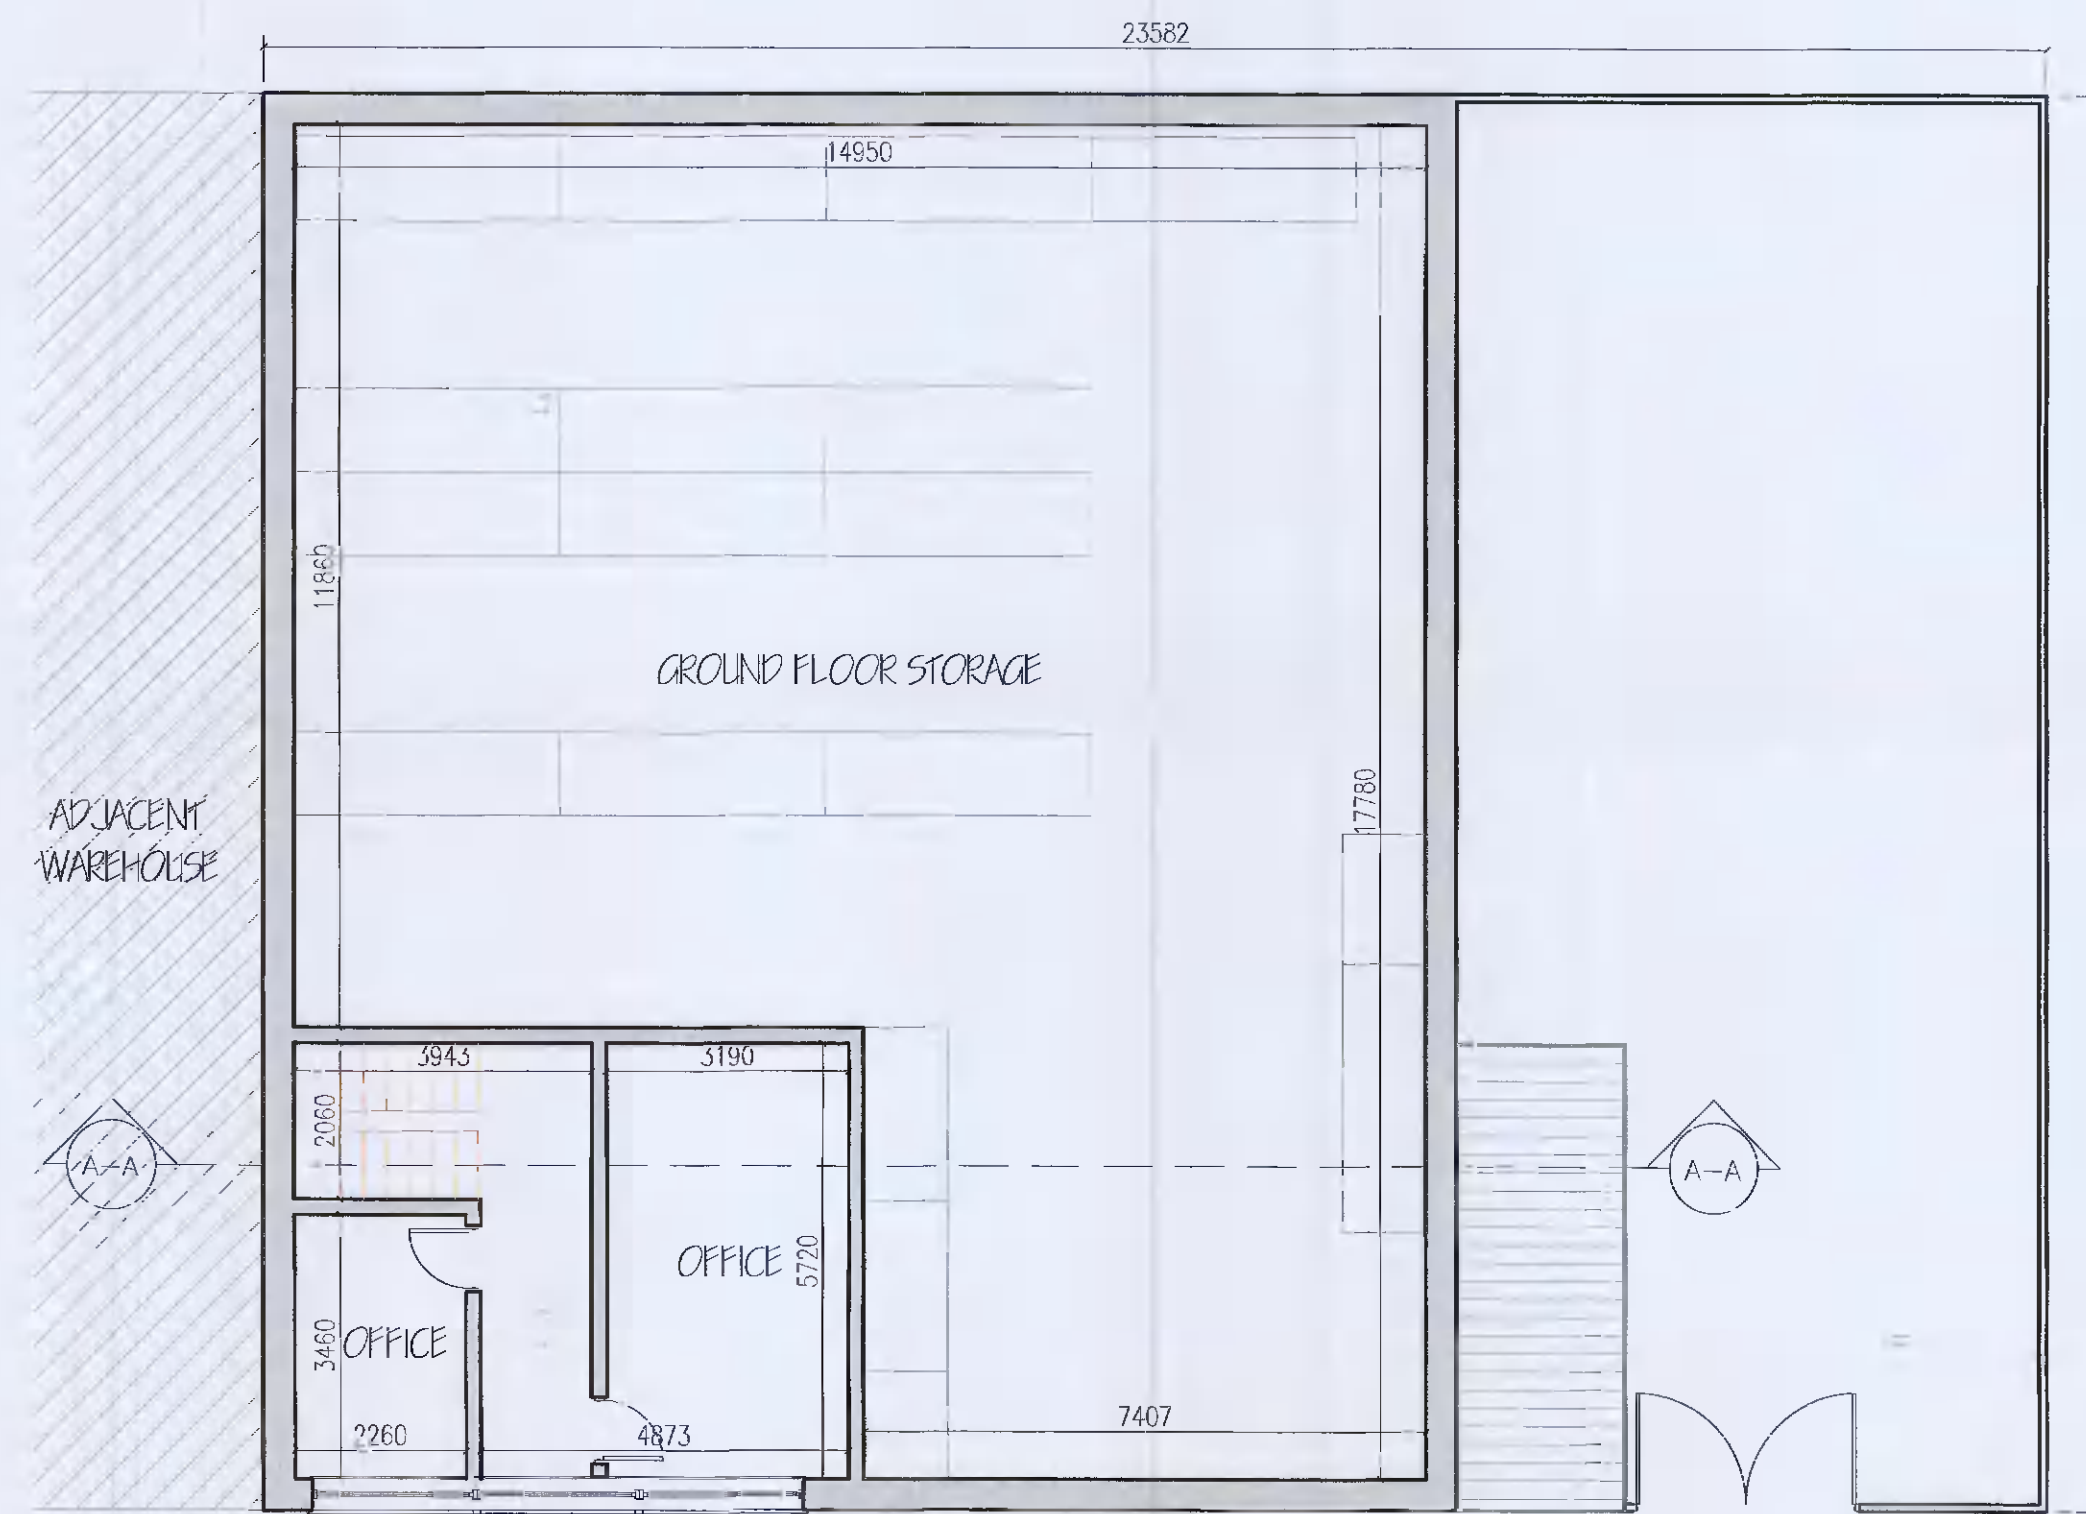 23582
14950
11860
GROUND FLOOR STORAGE
17780
ADJACENT
WAREHOUSE
3943
3190
2060
A-A
A-A
OFFICE
5720
3460
OFFICE
2260
4873
7407